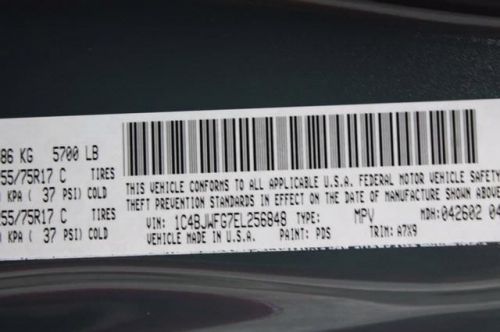 86 KG 5700 LB
55/75R17 C TIRES
KPA ( 37 PSI) COLD
55/75R17 C TIRES
KPA ( 37 PSI) COLD
THIS VEHICLE CONFORMS TO ALL APPLICABLE U.S.A. FEDERAL MOTOR VEHICLE SAFETY
THEFT PREVENTION STANDARDS IN EFFECT ON THE DATE OF MANUFACTURE SHOWN ABOVE
VIN: 1C4BJWFG7EL256848 TYPE: MPV MDH: 042602 04
VEHICLE MADE IN U.S.A. PAINT: PDS TRIM: A7X9